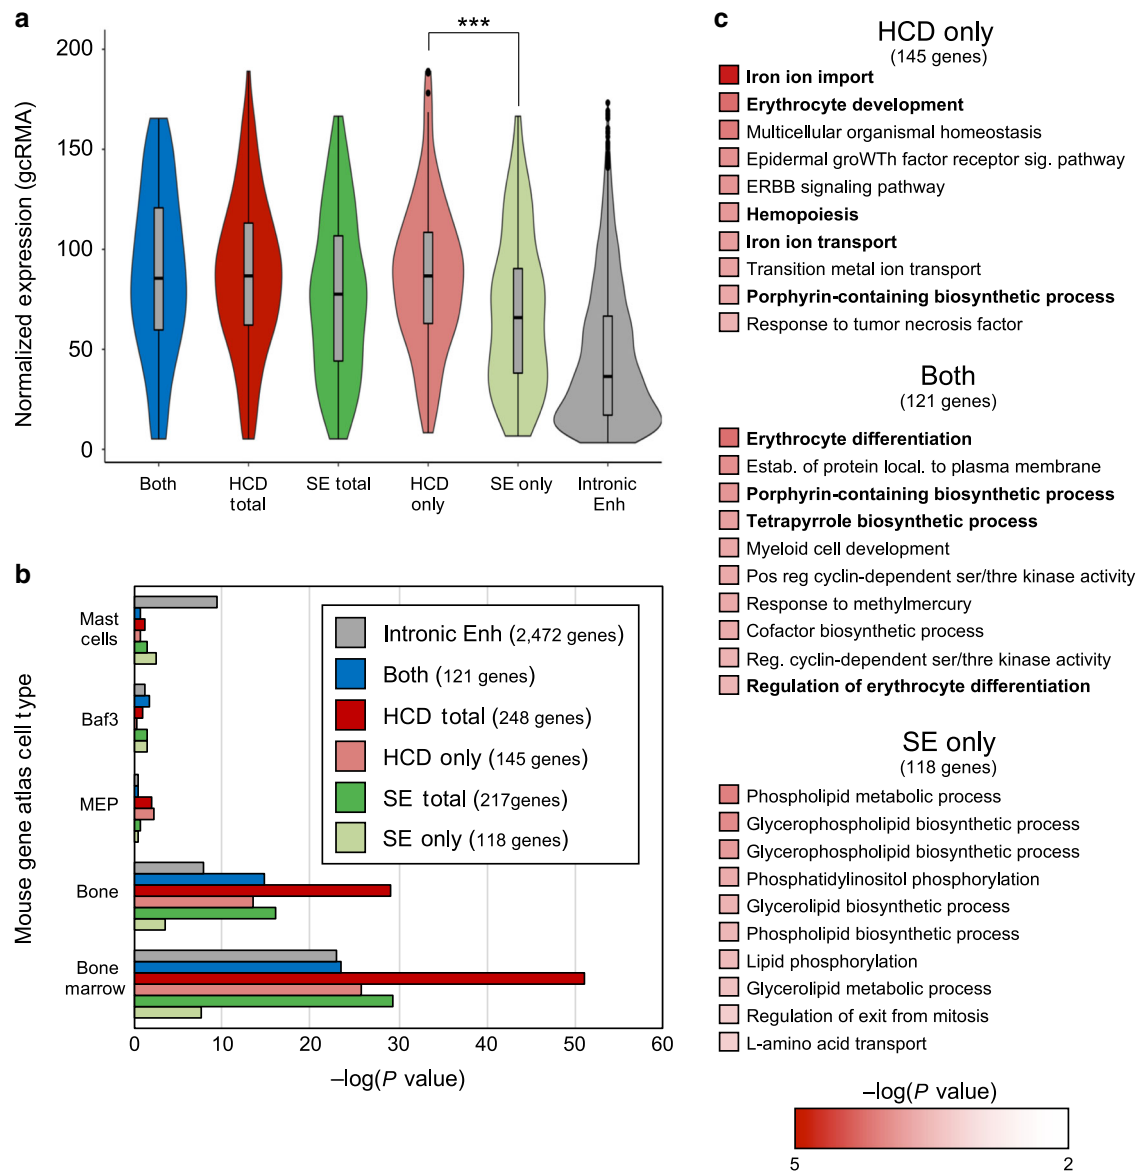 a
***
200
150
100
50
0
Normalized expression (gcRMA)
Both
HCD
total
SE total
HCD
only
SE only
Intronic
Enh
b
Mouse gene atlas cell type
Mast
cells
Baf3
MEP
Bone
Bone
marrow
Intronic Enh (2,472 genes)
Both (121 genes)
HCD total (248 genes)
HCD only (145 genes)
SE total (217genes)
SE only (118 genes)
0 10 20 30 40 50 60
–log(P value)
c
HCD only
(145 genes)
Iron ion import
Erythrocyte development
Multicellular organismal homeostasis
Epidermal groWTh factor receptor sig. pathway
ERBB signaling pathway
Hemopoiesis
Iron ion transport
Transition metal ion transport
Porphyrin-containing biosynthetic process
Response to tumor necrosis factor
Both
(121 genes)
Erythrocyte differentiation
Estab. of protein local. to plasma membrane
Porphyrin-containing biosynthetic process
Tetrapyrrole biosynthetic process
Myeloid cell development
Pos reg cyclin-dependent ser/thre kinase activity
Response to methylmercury
Cofactor biosynthetic process
Reg. cyclin-dependent ser/thre kinase activity
Regulation of erythrocyte differentiation
SE only
(118 genes)
Phospholipid metabolic process
Glycerophospholipid biosynthetic process
Glycerophospholipid biosynthetic process
Phosphatidylinositol phosphorylation
Glycerolipid biosynthetic process
Phospholipid biosynthetic process
Lipid phosphorylation
Glycerolipid metabolic process
Regulation of exit from mitosis
L-amino acid transport
–log(P value)
5 2